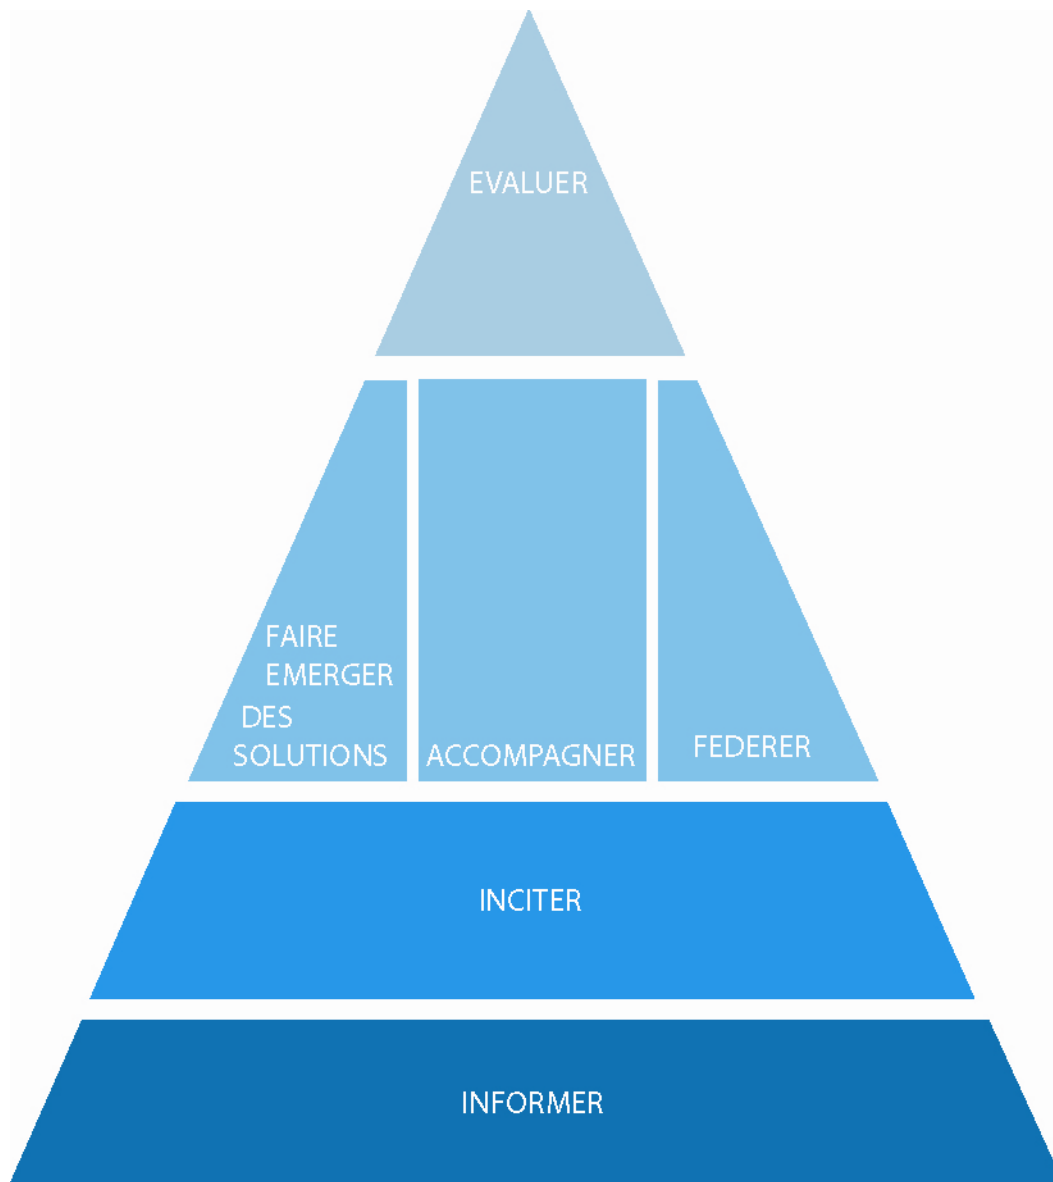 EVALUER
FAIRE
EMERGER
DES
SOLUTIONS
ACCOMPAGNER
FEDERER
INCITER
INFORMER